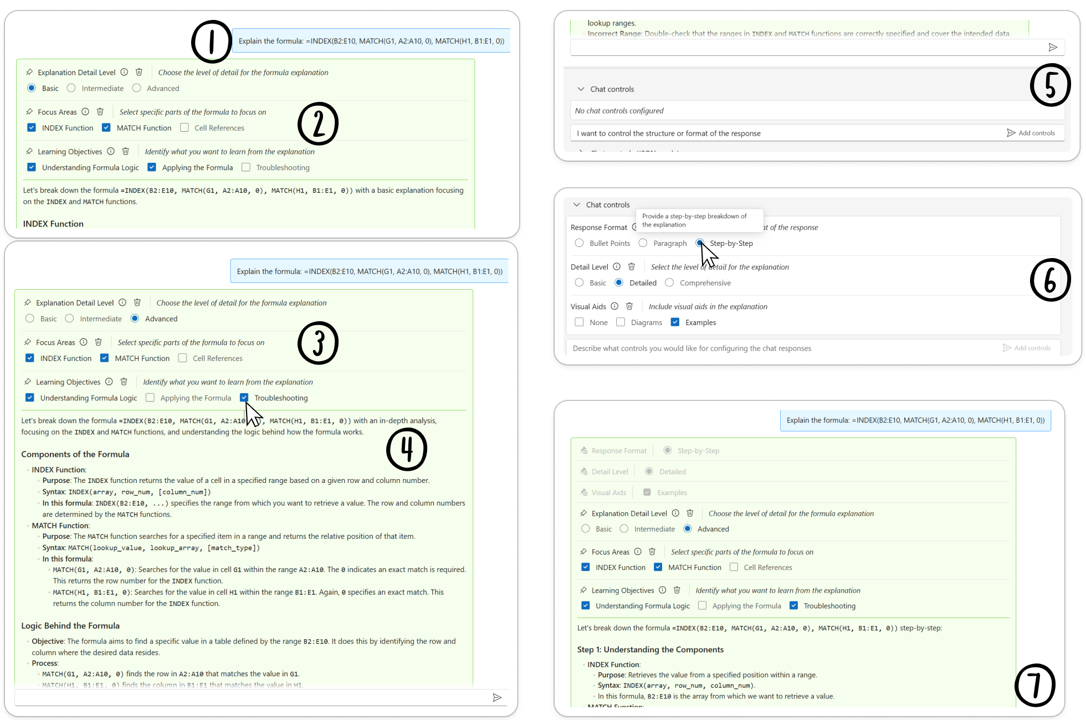 1
Explain the formula: =INDEX(B2:E10, MATCH(G1, A2:A10, 0), MATCH(H1, B1:E1, 0))
Explanation Detail Level Choose the level of detail for the formula explanation
Basic Intermediate Advanced
2
Focus Areas Select specific parts of the formula to focus on
INDEX Function MATCH Function Cell References
Learning Objectives Identify what you want to learn from the explanation
Understanding Formula Logic Applying the Formula Troubleshooting
Let's break down the formula =INDEX(B2:E10, MATCH(G1, A2:A10, 0), MATCH(H1, B1:E1, 0)) with a basic explanation focusing
on the INDEX and MATCH functions.
INDEX Function
Explain the formula: =INDEX(B2:E10, MATCH(G1, A2:A10, 0), MATCH(H1, B1:E1, 0))
Explanation Detail Level Choose the level of detail for the formula explanation
Basic Intermediate Advanced
3
Focus Areas Select specific parts of the formula to focus on
INDEX Function MATCH Function Cell References
Learning Objectives Identify what you want to learn from the explanation
Understanding Formula Logic Applying the Formula Troubleshooting
Let's break down the formula =INDEX(B2:E10, MATCH(G1, A2:A10, 0), MATCH(H1, B1:E1, 0)) with an in-depth analysis,
focusing on the INDEX and MATCH functions, and understanding the logic behind how the formula works.
4
Components of the Formula
· INDEX Function:
· Purpose: The INDEX function returns the value of a cell in a specified range based on a given row and column number.
· Syntax: INDEX(array, row_num, [column_num])
· In this formula: INDEX(B2:E10, ...) specifies the range from which you want to retrieve a value. The row and column numbers
are determined by the MATCH functions.
· MATCH Function:
· Purpose: The MATCH function searches for a specified item in a range and returns the relative position of that item.
· Syntax: MATCH(lookup_value, lookup_array, [match_type])
· In this formula:
· MATCH(G1, A2:A10, 0): Searches for the value in cell G1 within the range A2:A10. The 0 indicates an exact match is required.
This returns the row number for the INDEX function.
· MATCH(H1, B1:E1, 0): Searches for the value in cell H1 within the range B1:E1. Again, 0 specifies an exact match. This
returns the column number for the INDEX function.
Logic Behind the Formula
· Objective: The formula aims to find a specific value in a table defined by the range B2:E10. It does this by identifying the row and
column where the desired data resides.
· Process:
· MATCH(G1, A2:A10, 0) finds the row in A2:A10 that matches the value in G1.
· MATCH(H1, B1:E1, 0) finds the column in B1:E1 that matches the value in H1
lookup ranges.
· Incorrect Range: Double-check that the ranges in INDEX and MATCH functions are correctly specified and cover the intended data.
5
Chat controls
No chat controls configured
I want to control the structure or format of the response Add controls
Chat controls
Provide a step-by-step breakdown of
the explanation
Response Format at of the response
Bullet Points Paragraph Step-by-Step
6
Detail Level Select the level of detail for the explanation
Basic Detailed Comprehensive
Visual Aids Include visual aids in the explanation
None Diagrams Examples
Describe what controls you would like for configuring the chat responses Add controls
Explain the formula: =INDEX(B2:E10, MATCH(G1, A2:A10, 0), MATCH(H1, B1:E1, 0))
Response Format Step-by-Step
Detail Level Detailed
Visual Aids Examples
Explanation Detail Level Choose the level of detail for the formula explanation
Basic Intermediate Advanced
Focus Areas Select specific parts of the formula to focus on
INDEX Function MATCH Function Cell References
Learning Objectives Identify what you want to learn from the explanation
Understanding Formula Logic Applying the Formula Troubleshooting
Let's break down the formula =INDEX(B2:E10, MATCH(G1, A2:A10, 0), MATCH(H1, B1:E1, 0)) step-by-step:
Step 1: Understanding the Components
· INDEX Function:
· Purpose: Retrieves the value from a specified position within a range.
· Syntax: INDEX(array, row_num, column_num).
· In this formula, B2:E10 is the array from which we want to retrieve a value.
· MATCH Function:
7